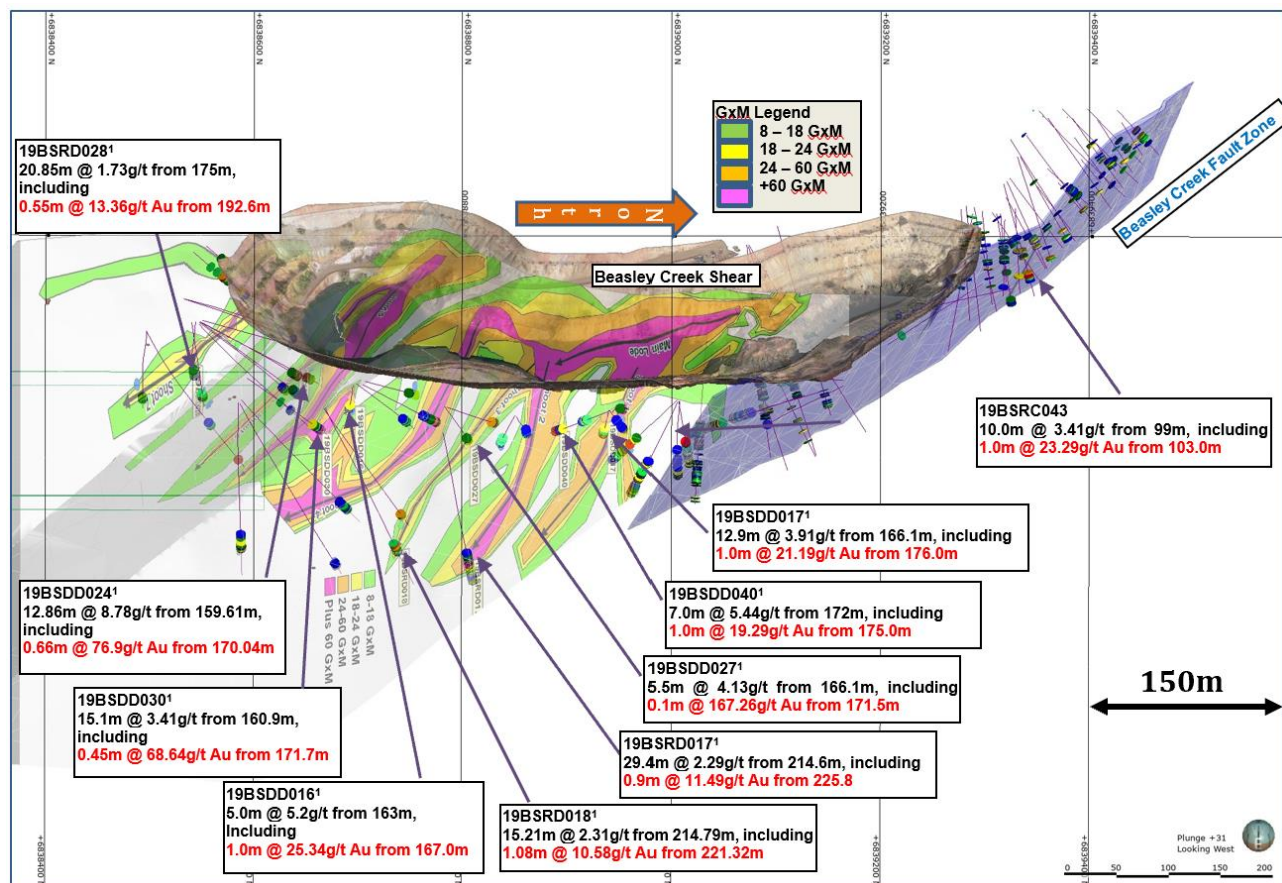 +6838400 N
+6838600 N
+6838800 N
+6839000 N
+6839200 N
+6839400 N
GxM Legend
8 – 18 GxM
18 – 24 GxM
24 – 60 GxM
+60 GxM
North
Beasley Creek Fault Zone
Beasley Creek Shear
Main Lode
19BSRD028¹
20.85m @ 1.73g/t from 175m,
including
0.55m @ 13.36g/t Au from 192.6m
19BSRC043
10.0m @ 3.41g/t from 99m, including
1.0m @ 23.29g/t Au from 103.0m
Shoot 7
Shoot 3
Shoot 2
19BSDD030
19BSDD027
19BSDD040
19BSRD018
19BSDD017¹
12.9m @ 3.91g/t from 166.1m, including
1.0m @ 21.19g/t Au from 176.0m
19BSDD024¹
12.86m @ 8.78g/t from 159.61m,
including
0.66m @ 76.9g/t Au from 170.04m
8-18 GxM
18-24 GxM
24-60 GxM
Plus 60 GxM
19BSDD040¹
7.0m @ 5.44g/t from 172m, including
1.0m @ 19.29g/t Au from 175.0m
19BSDD027¹
5.5m @ 4.13g/t from 166.1m, including
0.1m @ 167.26g/t Au from 171.5m
19BSDD030¹
15.1m @ 3.41g/t from 160.9m,
including
0.45m @ 68.64g/t Au from 171.7m
19BSRD017¹
29.4m @ 2.29g/t from 214.6m, including
0.9m @ 11.49g/t Au from 225.8
19BSDD016¹
5.0m @ 5.2g/t from 163m,
Including
1.0m @ 25.34g/t Au from 167.0m
19BSRD018¹
15.21m @ 2.31g/t from 214.79m, including
1.08m @ 10.58g/t Au from 221.32m
150m
Plunge +31
Looking West
0 50 100 150 200
+6838400